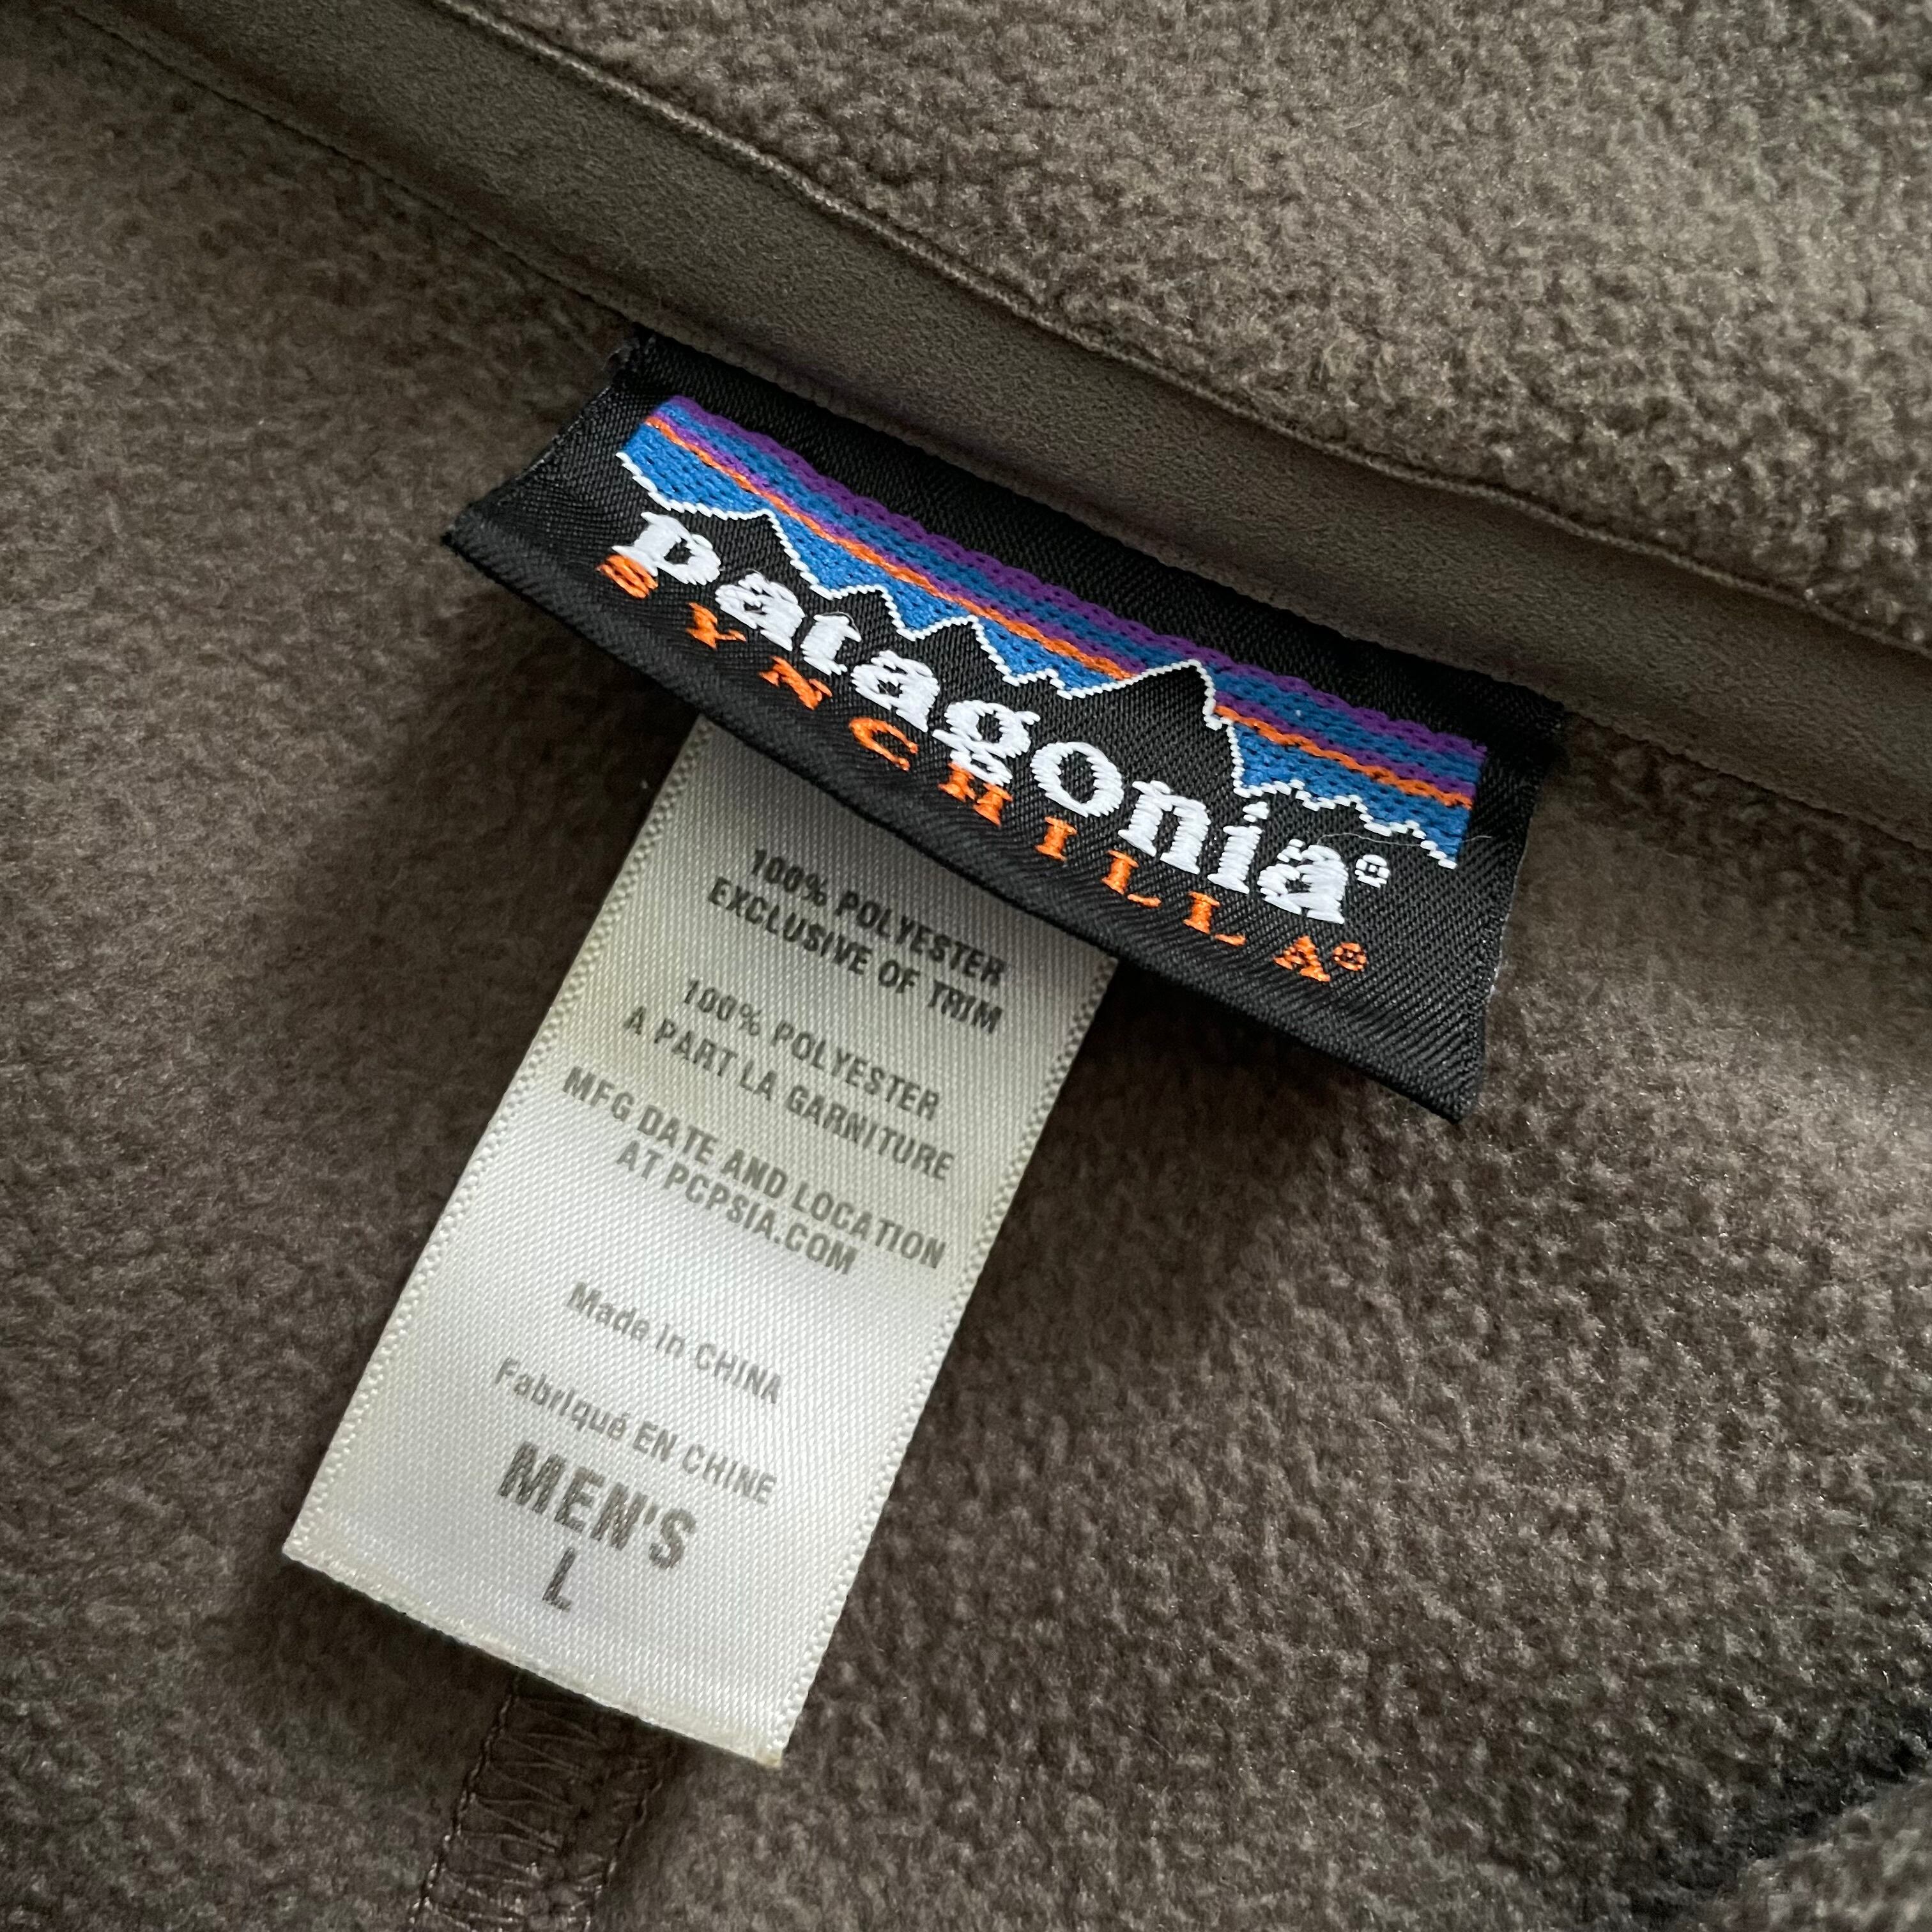 patagonia®
SYNCHILLA®
100% POLYESTER
EXCLUSIVE OF TRIM
100% POLYESTER
A PART LA GARNITURE
MFG DATE AND LOCATION
AT PCPSIA.COM
Made in CHINA
Fabriqué EN CHINE
MEN'S
L